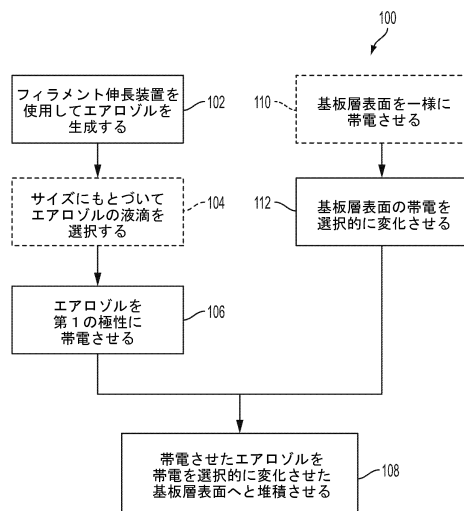 100
フィラメント伸長装置を
使用してエアロゾルを
生成する
102
サイズにもとづいて
エアロゾルの液滴を
選択する
104
エアロゾルを
第1の極性に
帯電させる
106
110
基板層表面を一様に
帯電させる
112
基板層表面の帯電を
選択的に変化させる
帯電させたエアロゾルを
帯電を選択的に変化させた
基板層表面へと堆積させる
108